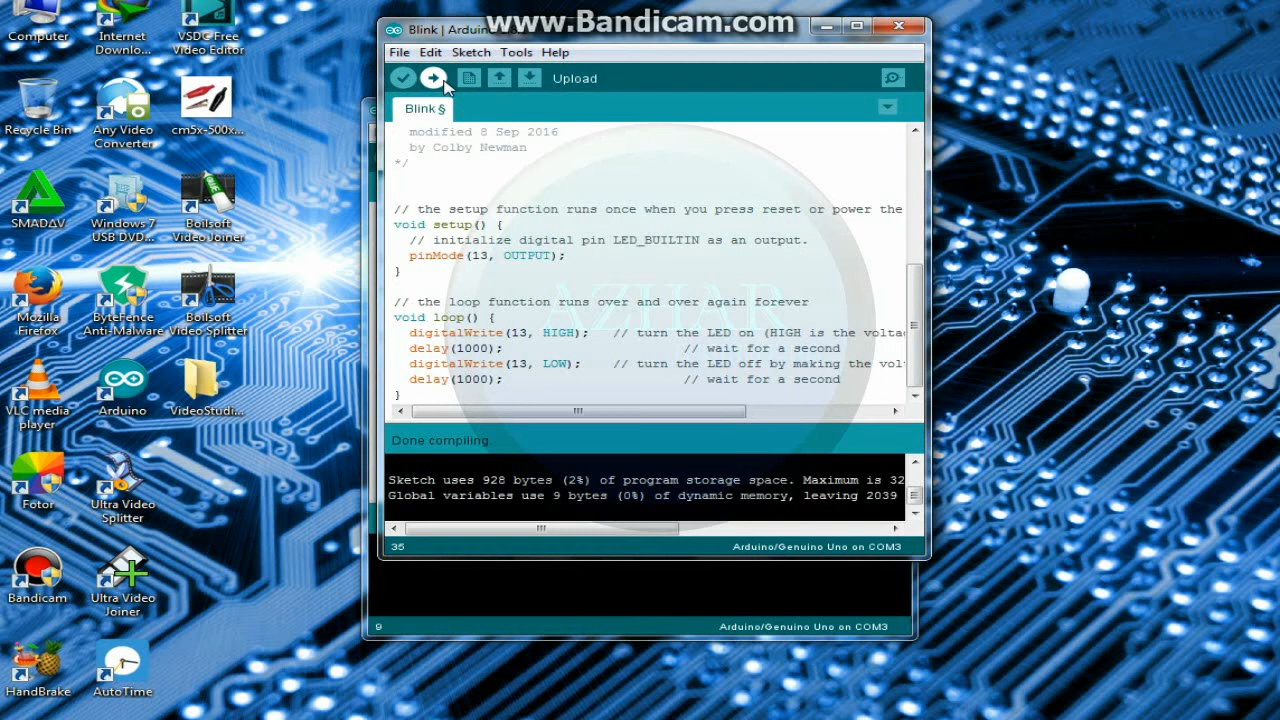 www.Bandicam.com
Computer
Internet
Downlo...
VSDC Free
Video Editor
Recycle Bin
Any Video
Converter
cm5x-500x...
SMADΔV
Windows 7
USB DVD...
Boilsoft
Video Joiner
Mozilla
Firefox
ByteFence
Anti-Malware
Boilsoft
Video Splitter
VLC media
player
Arduino
VideoStudi...
Fotor
Ultra Video
Splitter
Bandicam
Ultra Video
Joiner
HandBrake
AutoTime
Blink | Arduino
File Edit Sketch Tools Help
Upload
Blink §
modified 8 Sep 2016
by Colby Newman
*/
// the setup function runs once when you press reset or power the
void setup() {
// initialize digital pin LED_BUILTIN as an output.
pinMode(13, OUTPUT);
}
// the loop function runs over and over again forever
void loop() {
digitalWrite(13, HIGH); // turn the LED on (HIGH is the volta
delay(1000); // wait for a second
digitalWrite(13, LOW); // turn the LED off by making the vol
delay(1000); // wait for a second
}
AZHAR
Done compiling.
Sketch uses 928 bytes (2%) of program storage space. Maximum is 32
Global variables use 9 bytes (0%) of dynamic memory, leaving 2039
35 Arduino/Genuino Uno on COM3
9 Arduino/Genuino Uno on COM3